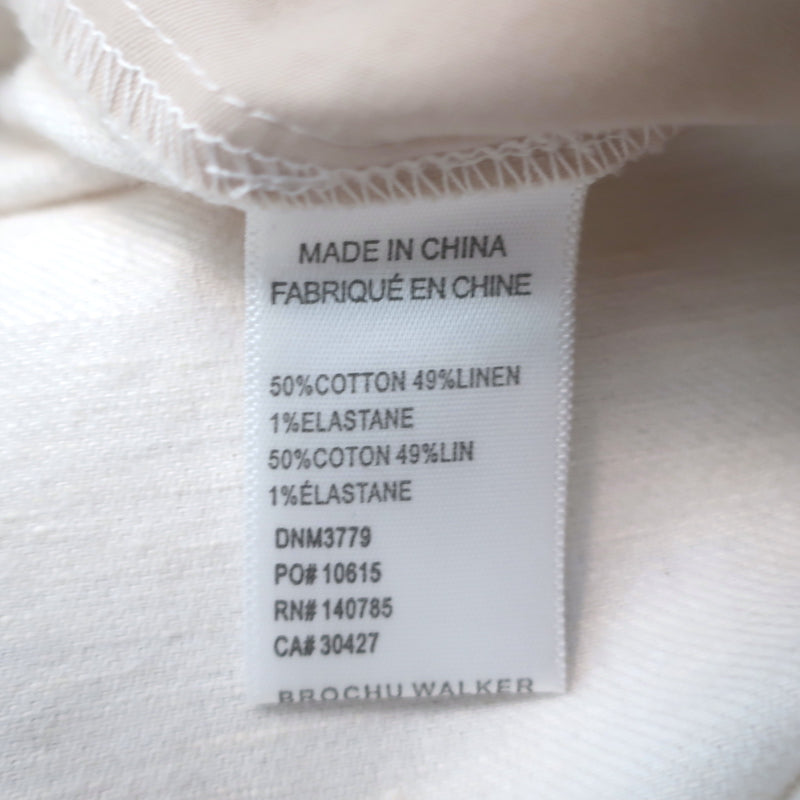 MADE IN CHINA
FABRIQUÉ EN CHINE
50%COTTON 49%LINEN
1%ELASTANE
50%COTON 49%LIN
1%ÉLASTANE
DNM3779
PO# 10615
RN# 140785
CA# 30427
BROCHU WALKER